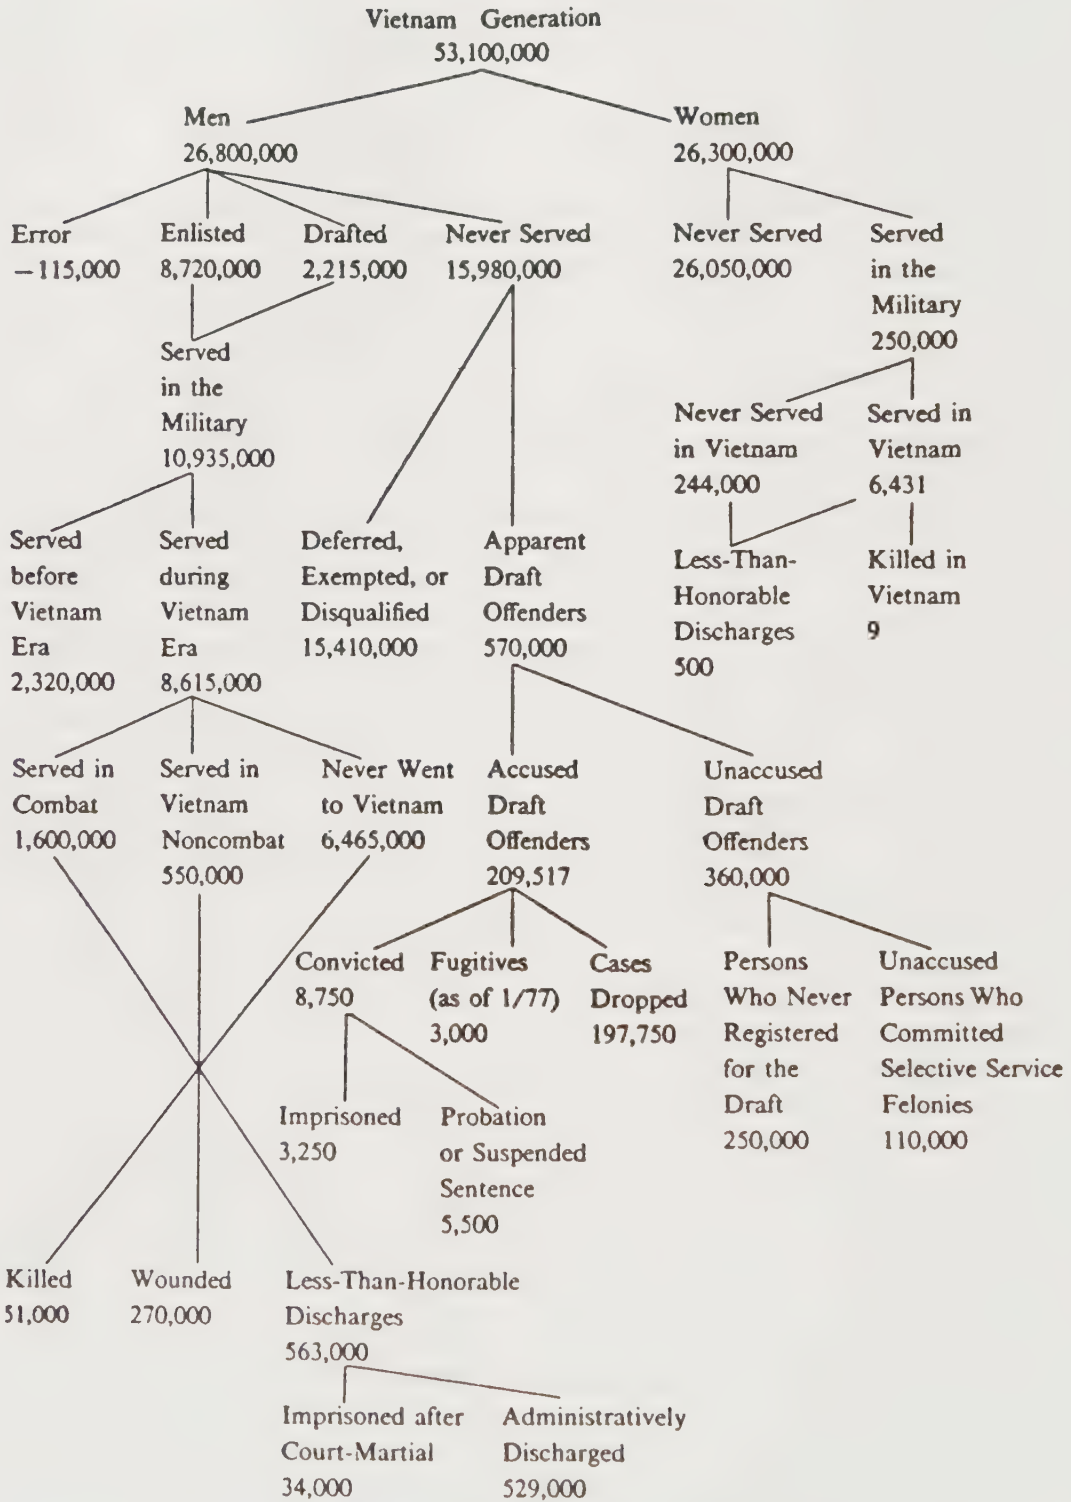 Vietnam Generation
53,100,000
Men
26,800,000
Women
26,300,000
Error
−115,000
Enlisted
8,720,000
Drafted
2,215,000
Never Served
15,980,000
Never Served
26,050,000
Served
in the
Military
250,000
Served
in the
Military
10,935,000
Never Served
in Vietnam
244,000
Served in
Vietnam
6,431
Served
before
Vietnam
Era
2,320,000
Served
during
Vietnam
Era
8,615,000
Deferred,
Exempted, or
Disqualified
15,410,000
Apparent
Draft
Offenders
570,000
Less-Than-
Honorable
Discharges
500
Killed in
Vietnam
9
Served in
Combat
1,600,000
Served in
Vietnam
Noncombat
550,000
Never Went
to Vietnam
6,465,000
Accused
Draft
Offenders
209,517
Unaccused
Draft
Offenders
360,000
Convicted
8,750
Fugitives
(as of 1/77)
3,000
Cases
Dropped
197,750
Persons
Who Never
Registered
for the
Draft
250,000
Unaccused
Persons Who
Committed
Selective Service
Felonies
110,000
Imprisoned
3,250
Probation
or Suspended
Sentence
5,500
Killed
51,000
Wounded
270,000
Less-Than-Honorable
Discharges
563,000
Imprisoned after
Court-Martial
34,000
Administratively
Discharged
529,000